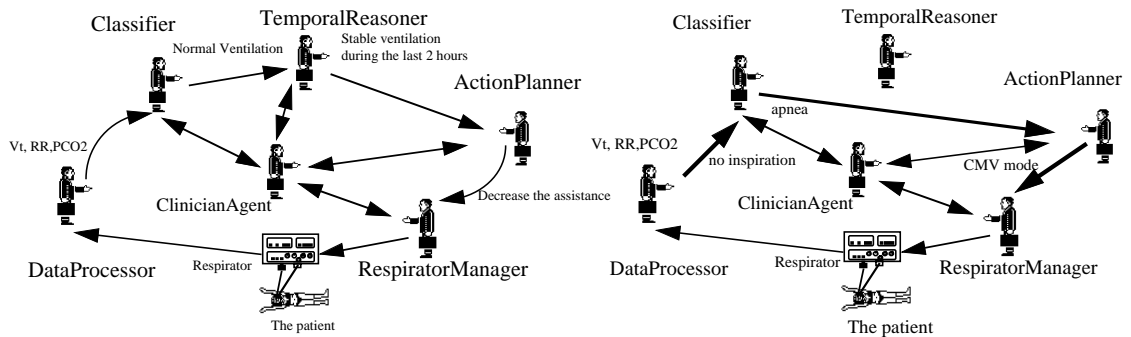 Classifier
TemporalReasoner
Normal Ventilation
Stable ventilation
during the last 2 hours
ActionPlanner
Vt, RR,PCO2
ClinicianAgent
Decrease the assistance
DataProcessor
Respirator
RespiratorManager
The patient
Classifier
TemporalReasoner
ActionPlanner
apnea
Vt, RR,PCO2
no inspiration
CMV mode
ClinicianAgent
DataProcessor
Respirator
RespiratorManager
The patient